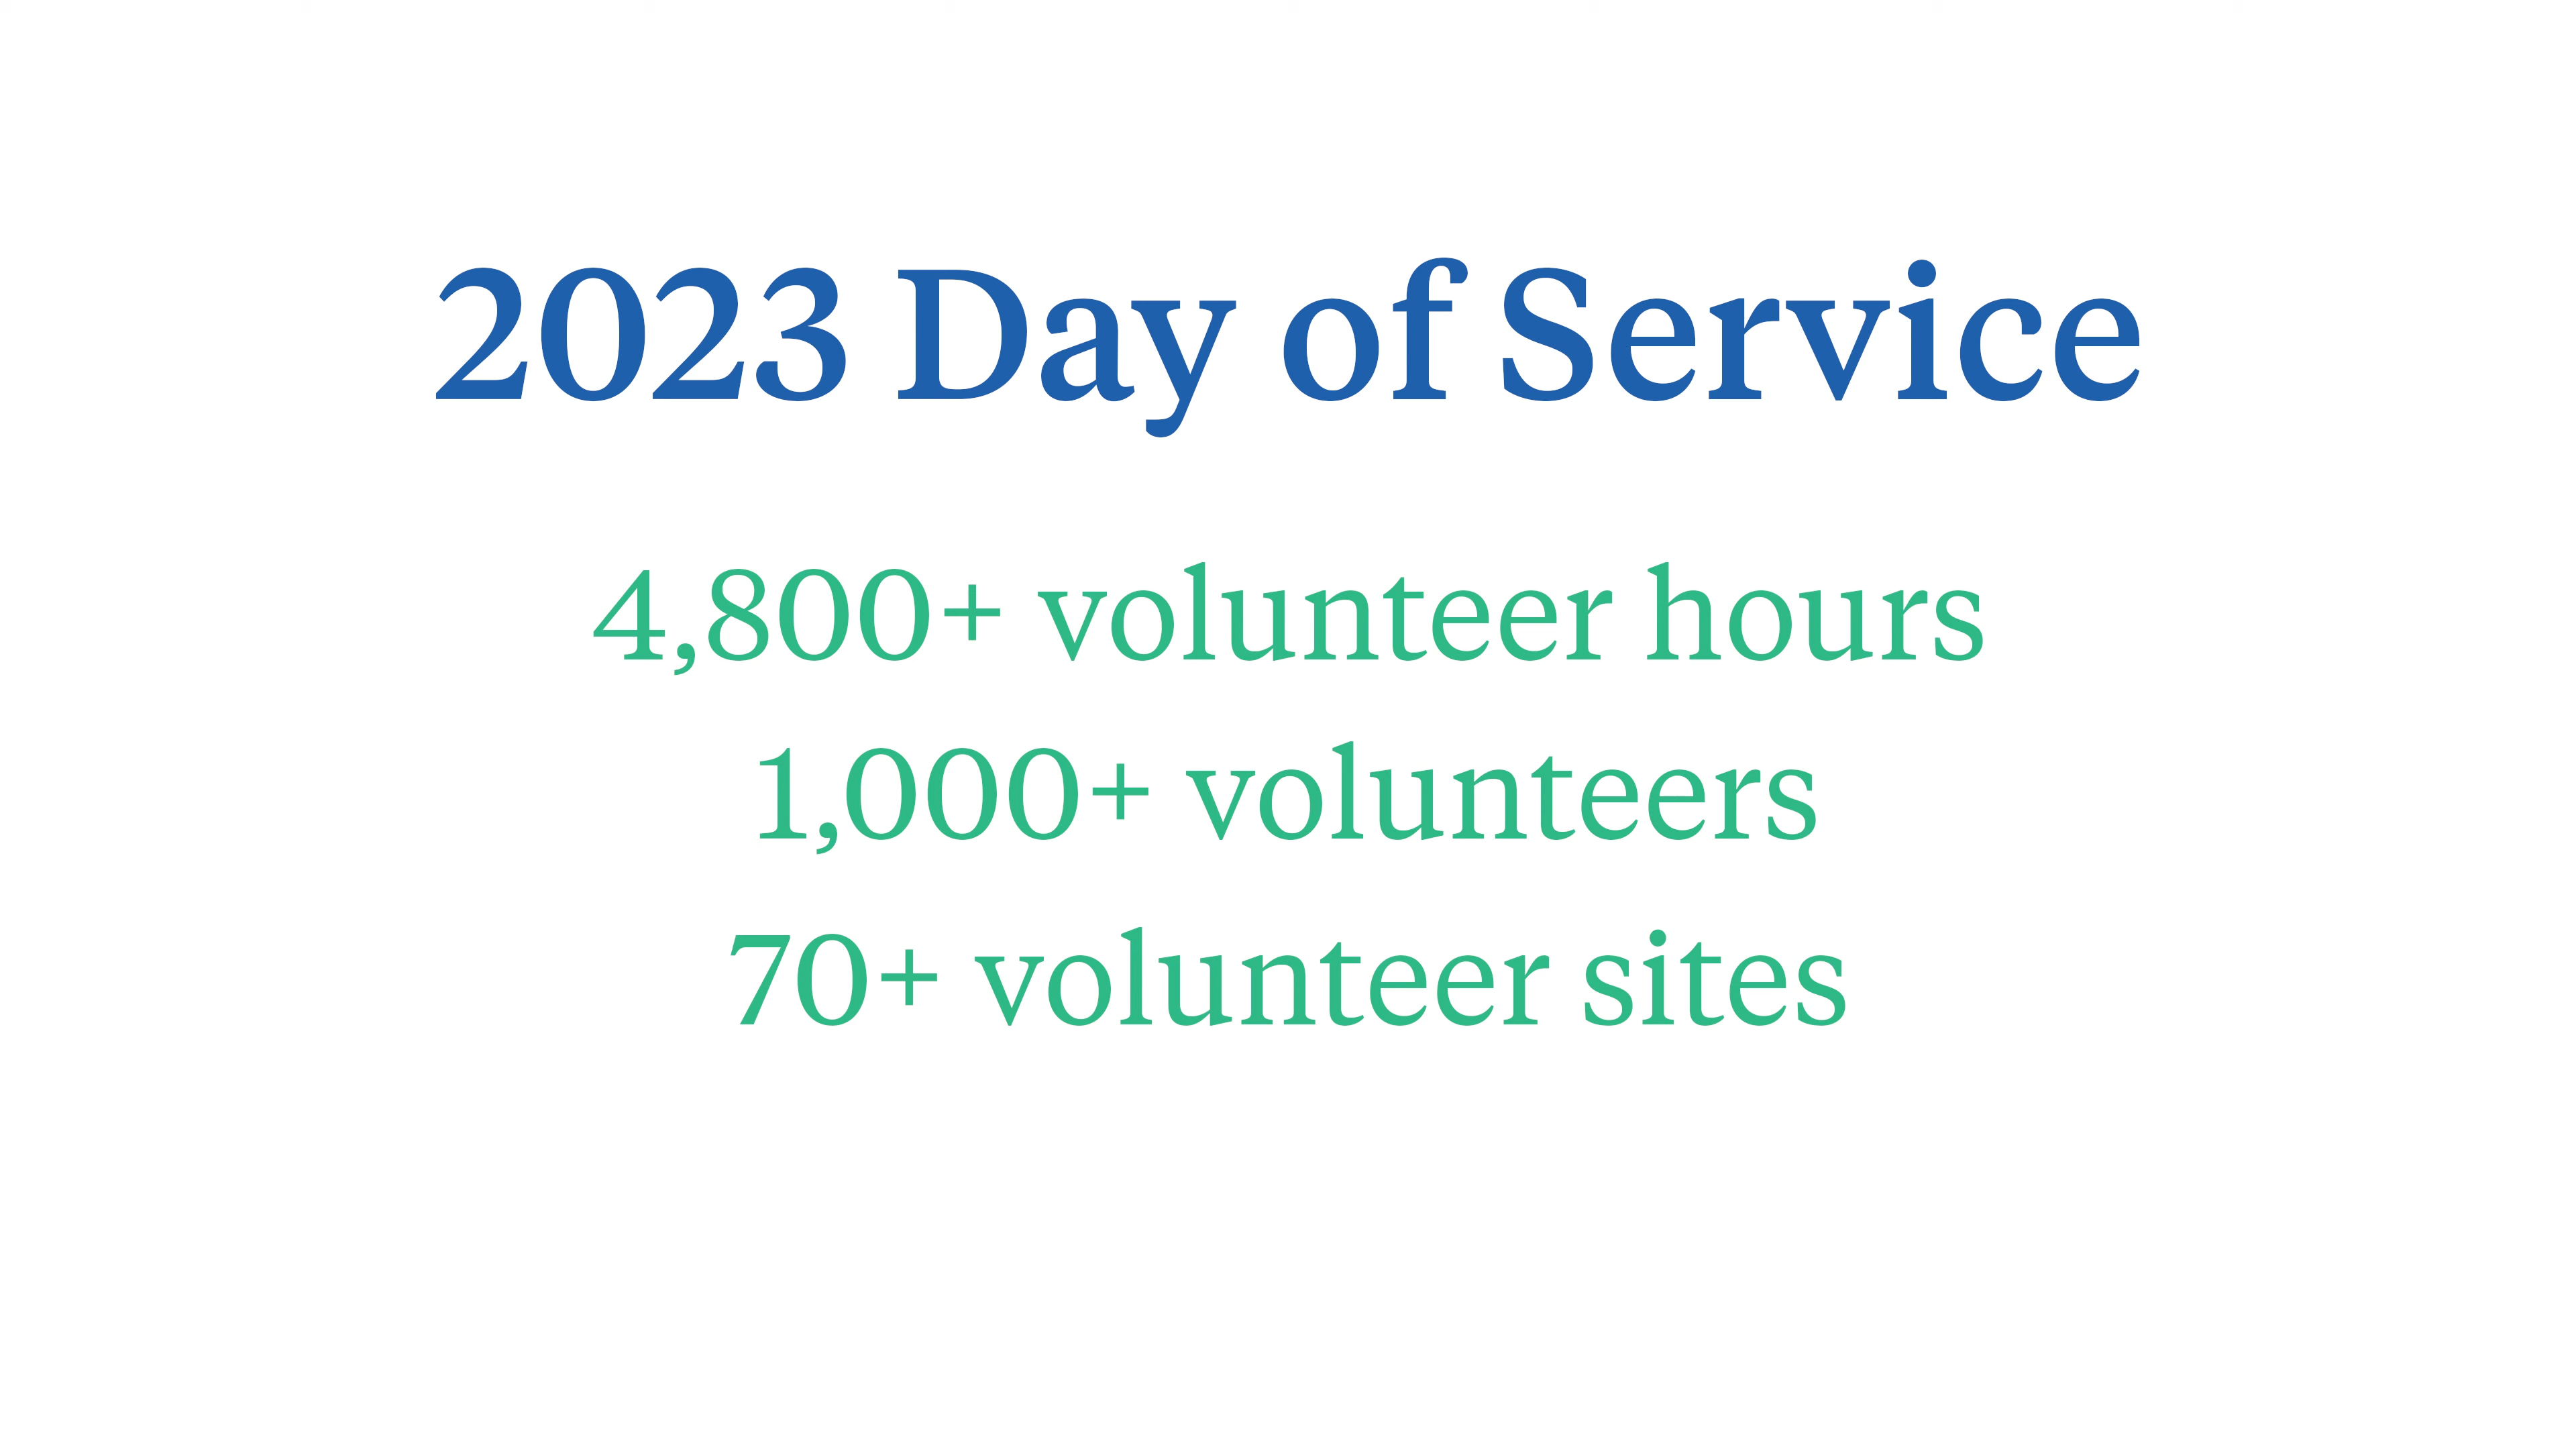 2023 Day of Service
4,800+ volunteer hours
1,000+ volunteers
70+ volunteer sites